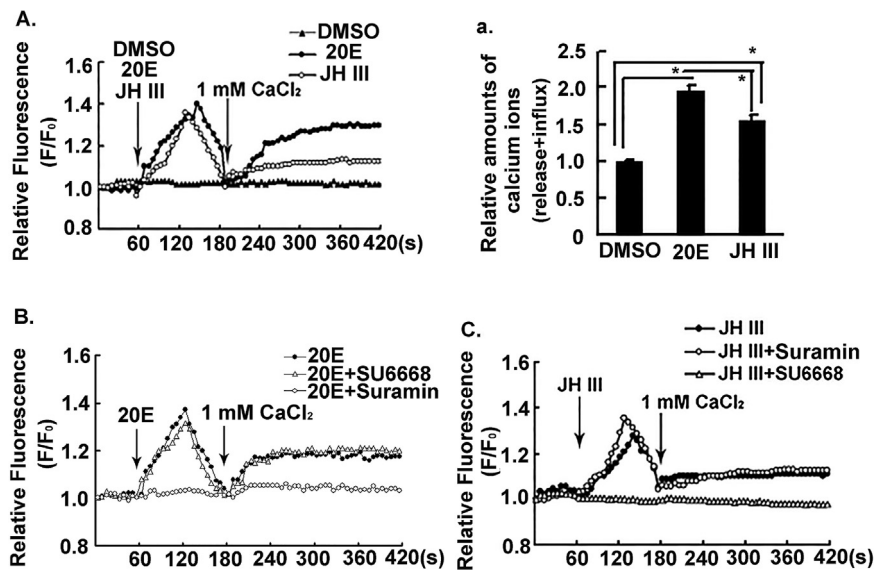 A.
DMSO
20E
JH III
DMSO
20E
JH III
1 mM CaCl₂
Relative Fluorescence
(F/F₀)
1.6
1.4
1.2
1.0
0.8
60 120 180 240 300 360 420(s)
a.
Relative amounts of
calcium ions
(release+influx)
2.5
2.0
1.5
1.0
0.5
0
*
*
*
DMSO 20E JH III
B.
20E
20E+SU6668
20E+Suramin
20E
1 mM CaCl₂
Relative Fluorescence
(F/F₀)
1.6
1.4
1.2
1.0
0.8
60 120 180 240 300 360 420 (s)
C.
JH III
JH III+Suramin
JH III+SU6668
JH III
1 mM CaCl₂
Relative Fluorescence
(F/F₀)
1.6
1.4
1.2
1.0
0.8
60 120 180 240 300 360 420 (s)